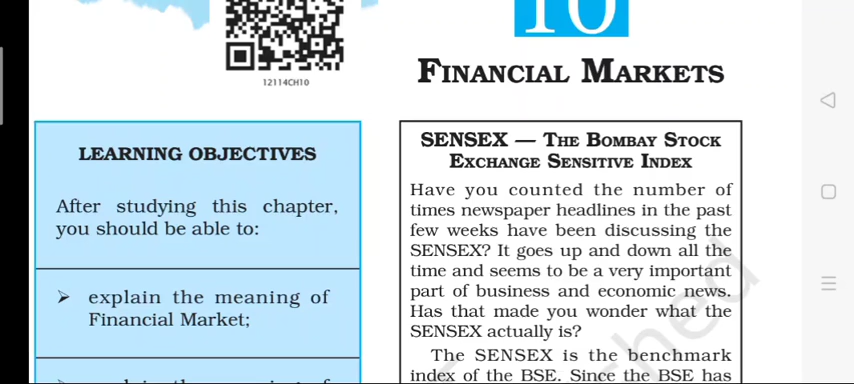 10
12114CH10
FINANCIAL MARKETS
LEARNING OBJECTIVES
After studying this chapter,
you should be able to:
➢ explain the meaning of
Financial Market;
SENSEX — THE BOMBAY STOCK
EXCHANGE SENSITIVE INDEX
Have you counted the number of
times newspaper headlines in the past
few weeks have been discussing the
SENSEX? It goes up and down all the
time and seems to be a very important
part of business and economic news.
Has that made you wonder what the
SENSEX actually is?
The SENSEX is the benchmark
index of the BSE. Since the BSE has